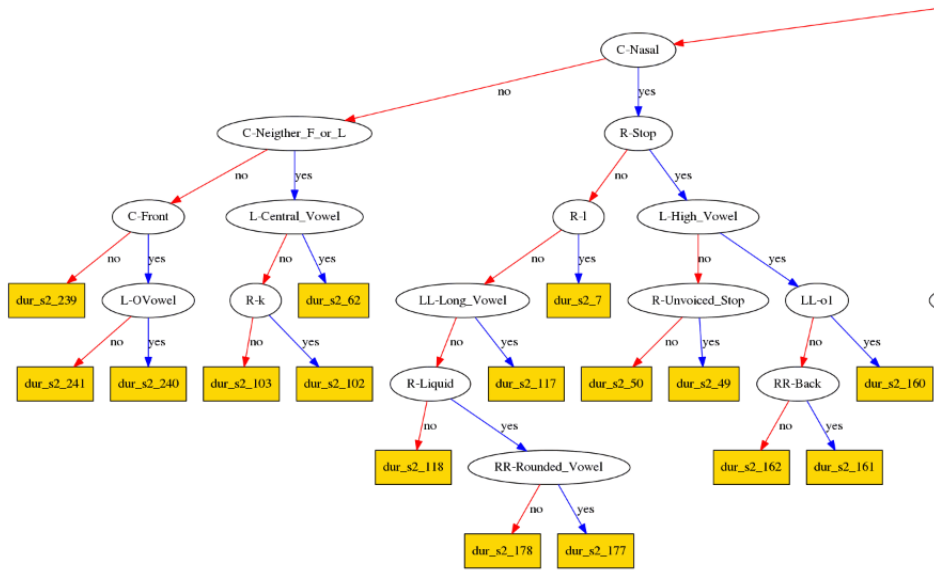 C-Nasal
no
yes
C-Neigther_F_or_L
R-Stop
no
yes
no
yes
C-Front
L-Central_Vowel
R-l
L-High_Vowel
no
yes
no
yes
no
yes
no
yes
dur_s2_239
L-OVowel
R-k
dur_s2_62
LL-Long_Vowel
dur_s2_7
R-Unvoiced_Stop
LL-o1
no
yes
no
yes
no
yes
no
yes
no
yes
dur_s2_241
dur_s2_240
dur_s2_103
dur_s2_102
R-Liquid
dur_s2_117
dur_s2_50
dur_s2_49
RR-Back
dur_s2_160
no
yes
no
yes
dur_s2_118
RR-Rounded_Vowel
dur_s2_162
dur_s2_161
no
yes
dur_s2_178
dur_s2_177